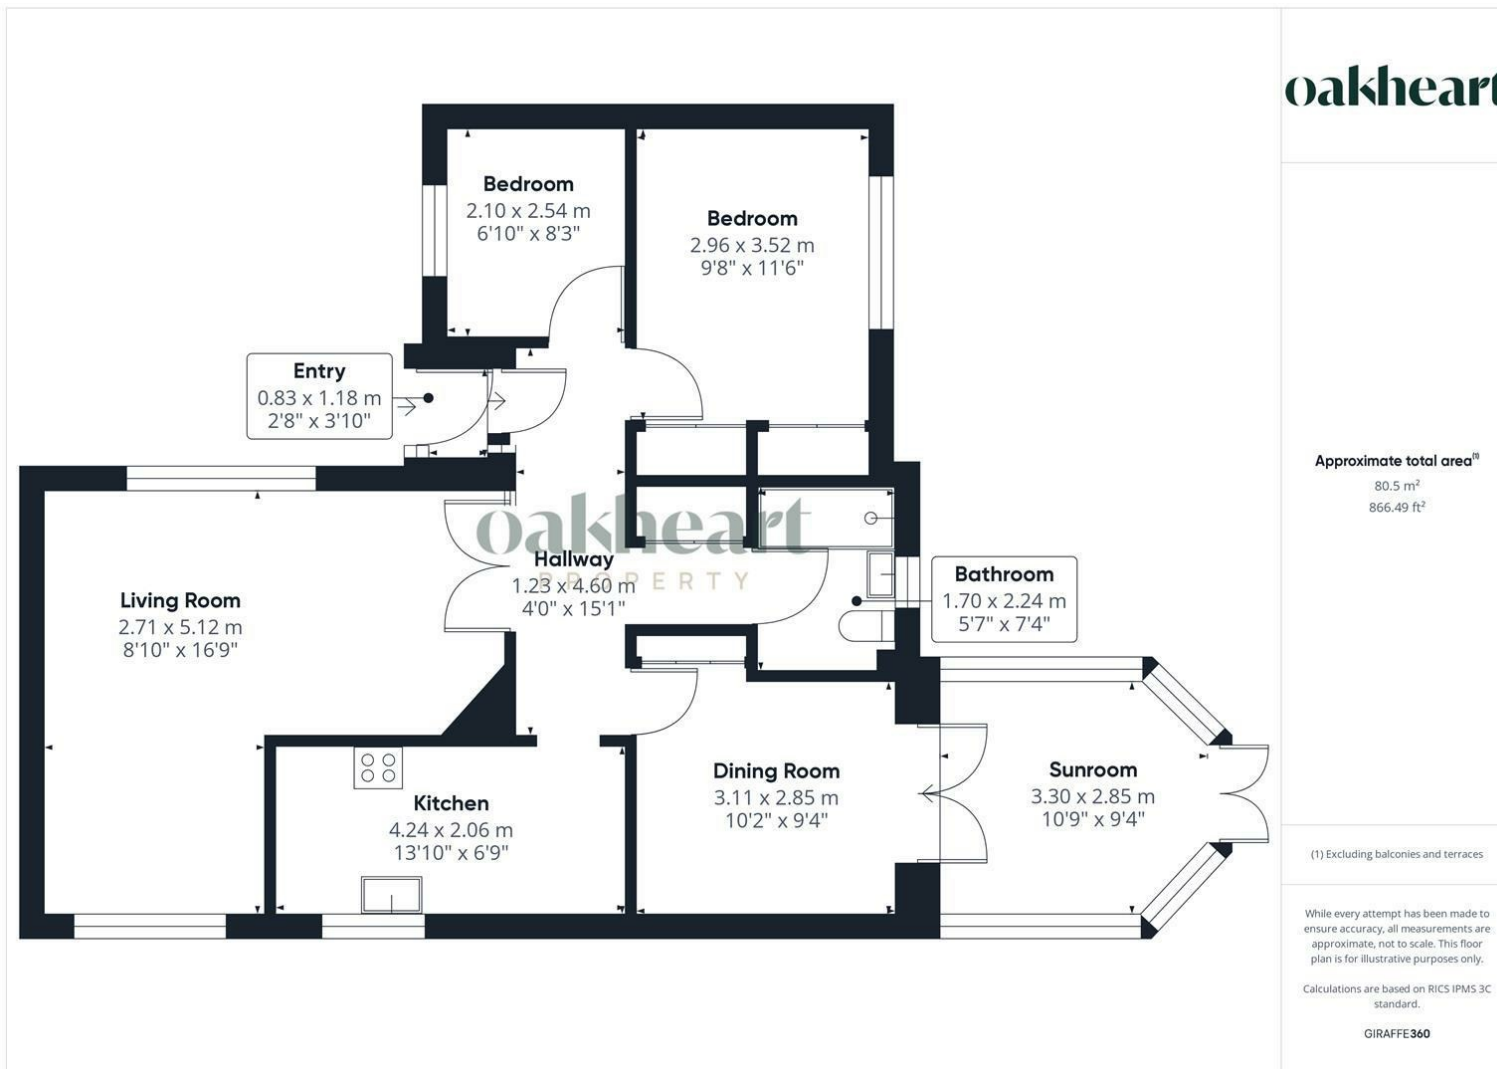 oakheart
Bedroom
2.10 x 2.54 m
6'10" x 8'3"
Bedroom
2.96 x 3.52 m
9'8" x 11'6"
Entry
0.83 x 1.18 m
2'8" x 3'10"
oakheart
PROPERTY
Hallway
1.23 x 4.60 m
4'0" x 15'1"
Living Room
2.71 x 5.12 m
8'10" x 16'9"
Bathroom
1.70 x 2.24 m
5'7" x 7'4"
Kitchen
4.24 x 2.06 m
13'10" x 6'9"
Dining Room
3.11 x 2.85 m
10'2" x 9'4"
Sunroom
3.30 x 2.85 m
10'9" x 9'4"
Approximate total area⁽¹⁾
80.5 m²
866.49 ft²
(1) Excluding balconies and terraces
While every attempt has been made to
ensure accuracy, all measurements are
approximate, not to scale. This floor
plan is for illustrative purposes only.
Calculations are based on RICS IPMS 3C
standard.
GIRAFFE360